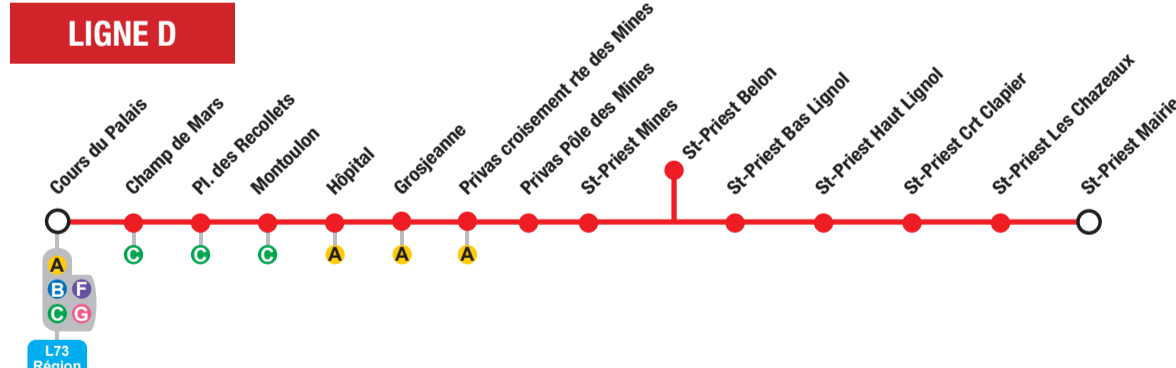 LIGNE D
Cours du Palais
Champ de Mars
Pl. des Recollets
Montoulon
Hôpital
Grosjeanne
Privas croisement rte des Mines
Privas Pôle des Mines
St-Priest Mines
St-Priest Belon
St-Priest Bas Lignol
St-Priest Haut Lignol
St-Priest Crt Clapier
St-Priest Les Chazeaux
St-Priest Mairie
C
C
C
A
A
A
A
B F
C G
L73
Région